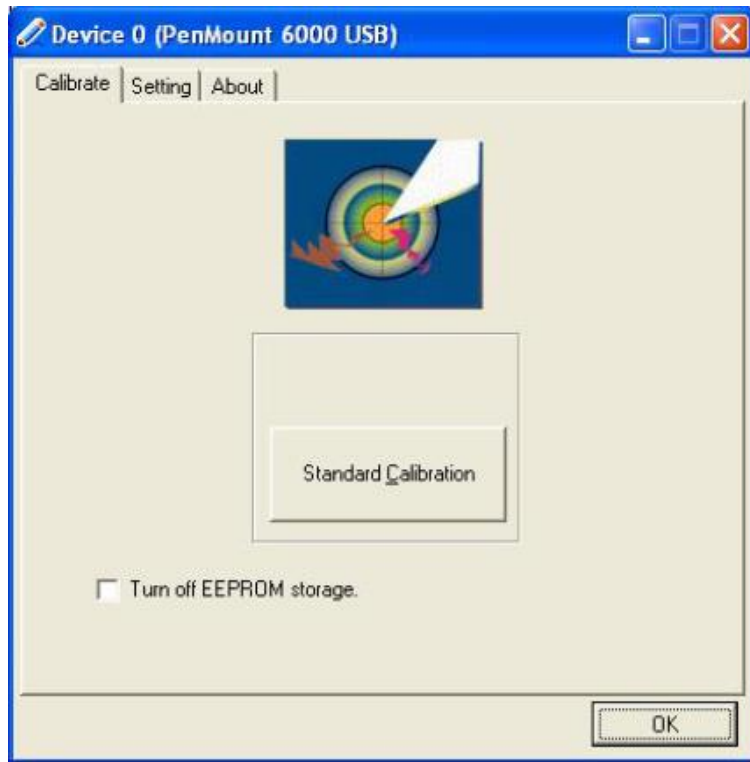 Device 0 (PenMount 6000 USB)
Calibrate Setting About
Standard Calibration
Turn off EEPROM storage.
OK